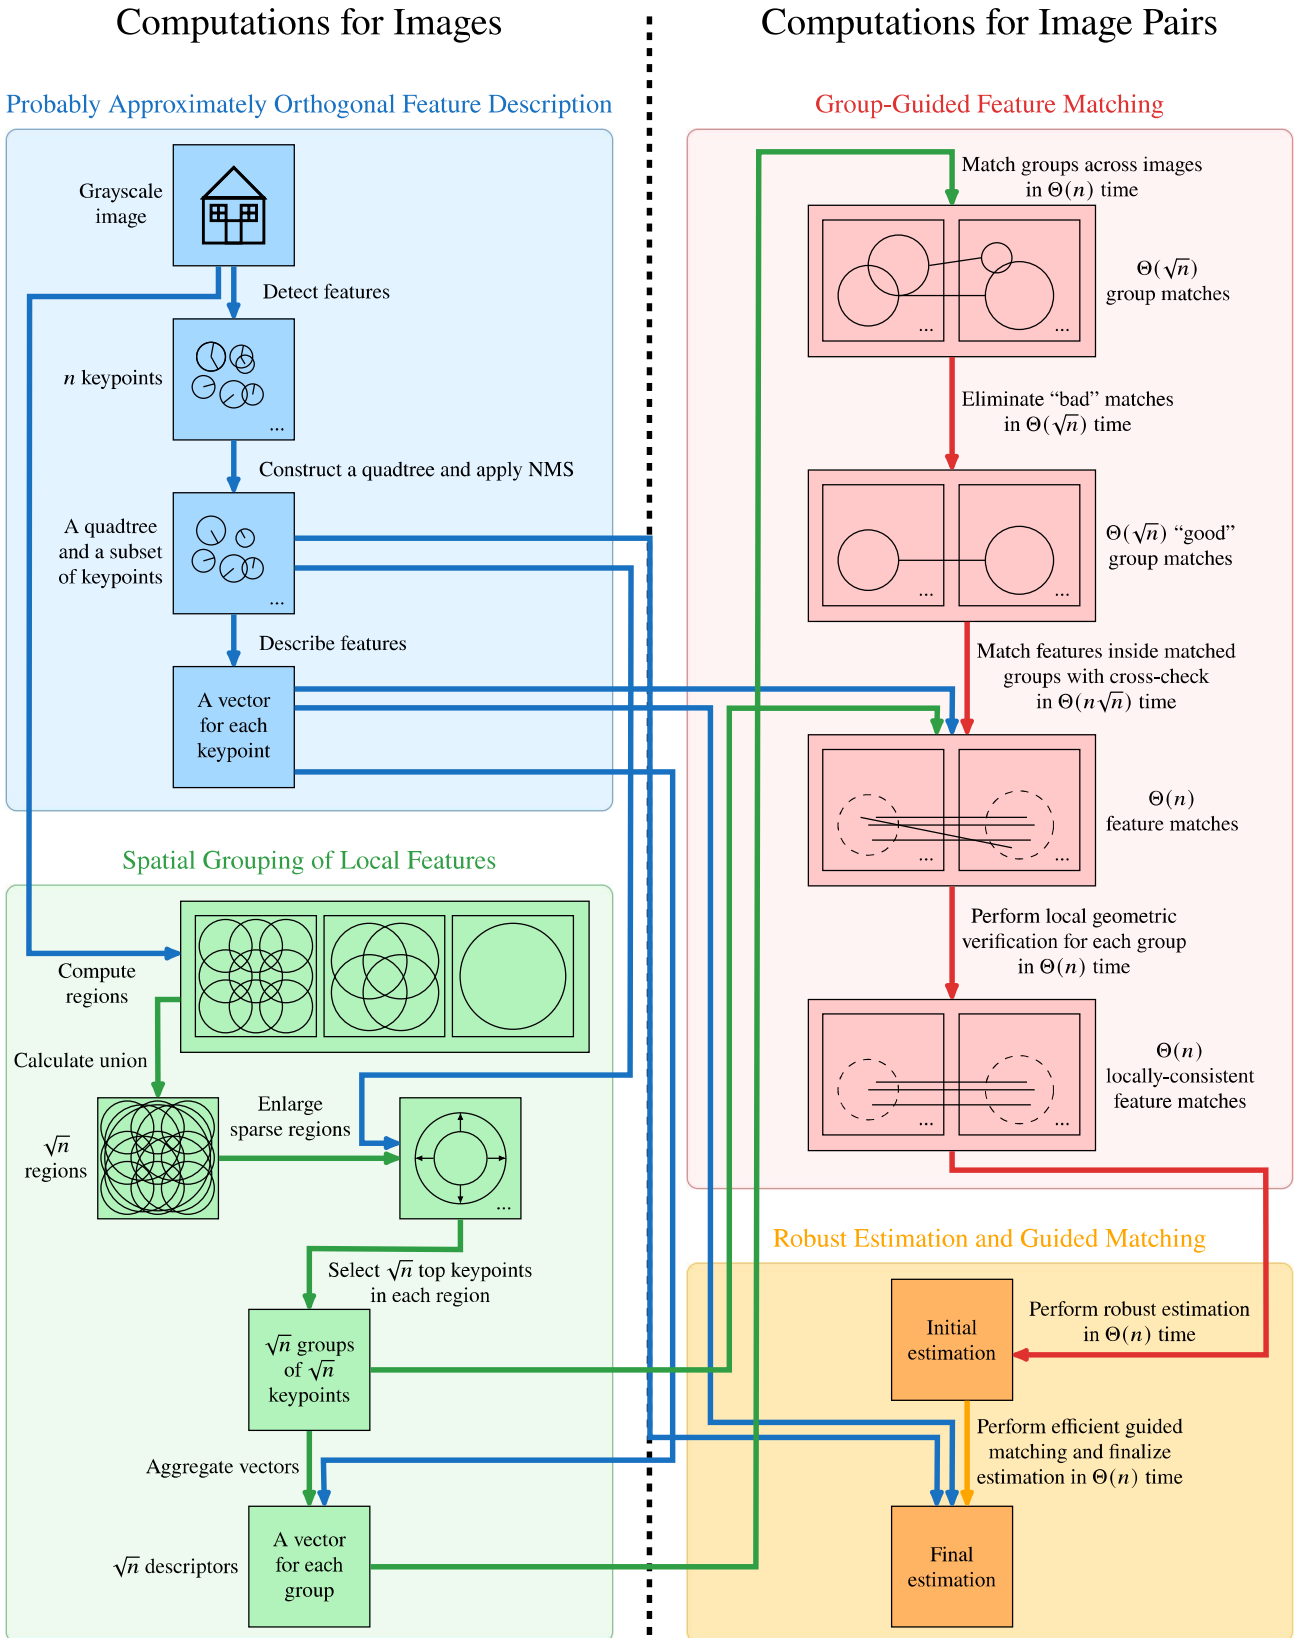 Computations for Images
Computations for Image Pairs
Probably Approximately Orthogonal Feature Description
Grayscale
image
Detect features
n keypoints
...
Construct a quadtree and apply NMS
A quadtree
and a subset
of keypoints
...
Describe features
A vector
for each
keypoint
Spatial Grouping of Local Features
Compute
regions
Calculate union
√n
regions
Enlarge
sparse regions
...
Select √n top keypoints
in each region
√n groups
of √n
keypoints
Aggregate vectors
√n descriptors
A vector
for each
group
Group-Guided Feature Matching
Match groups across images
in Θ(n) time
... ...
Θ(√n)
group matches
Eliminate “bad” matches
in Θ(√n) time
... ...
Θ(√n) “good”
group matches
Match features inside matched
groups with cross-check
in Θ(n√n) time
... ...
Θ(n)
feature matches
Perform local geometric
verification for each group
in Θ(n) time
... ...
Θ(n)
locally-consistent
feature matches
Robust Estimation and Guided Matching
Initial
estimation
Perform robust estimation
in Θ(n) time
Perform efficient guided
matching and finalize
estimation in Θ(n) time
Final
estimation